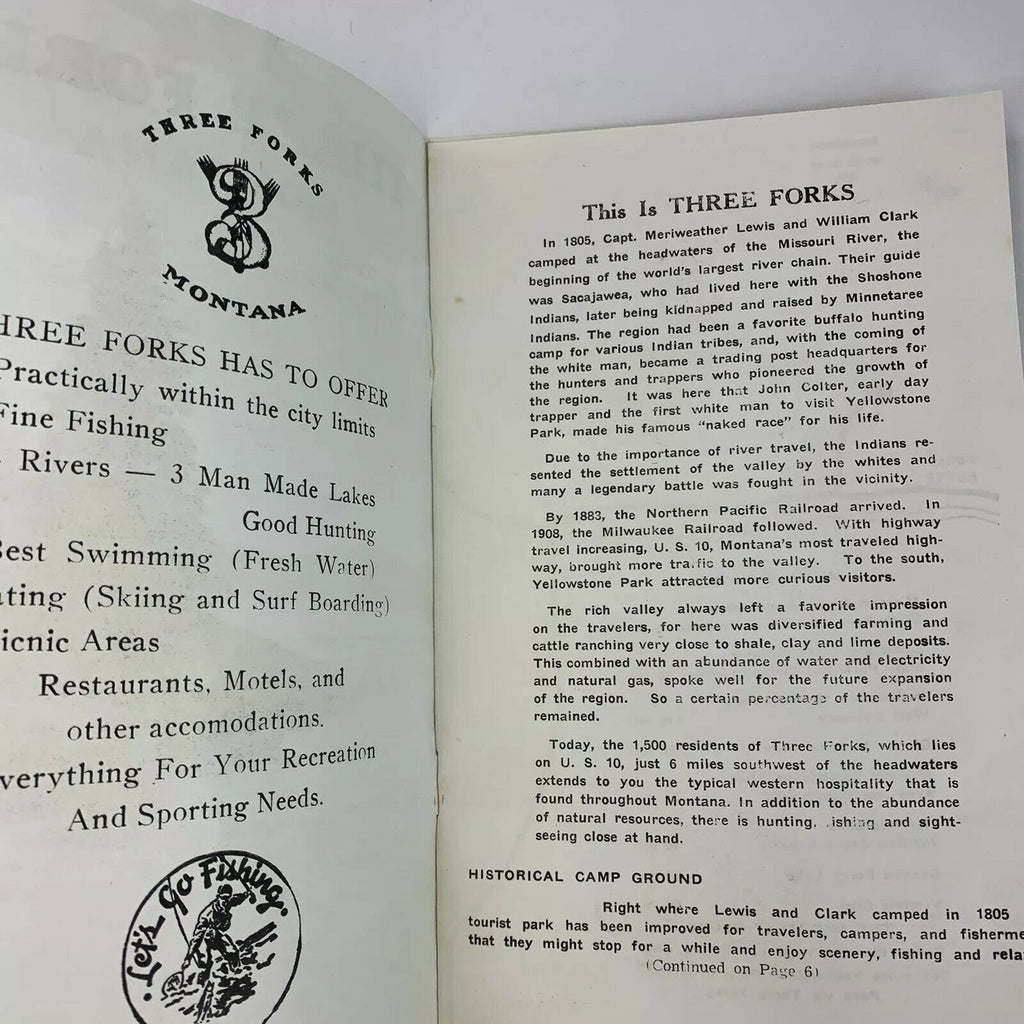 THREE FORKS
3
MONTANA
THREE FORKS HAS TO OFFER
Practically within the city limits
Fine Fishing
Rivers — 3 Man Made Lakes
Good Hunting
Best Swimming (Fresh Water)
(Skiing and Surf Boarding)
Picnic Areas
Restaurants, Motels, and
other accomodations.
Everything For Your Recreation
And Sporting Needs.
Let's Go Fishing
This Is THREE FORKS
In 1805, Capt. Meriweather Lewis and William Clark
camped at the headwaters of the Missouri River, the
beginning of the world's largest river chain. Their guide
was Sacajawea, who had lived here with the Shoshone
Indians, later being kidnapped and raised by Minnetaree
Indians. The region had been a favorite buffalo hunting
camp for various Indian tribes, and, with the coming of
the white man, became a trading post headquarters for
the hunters and trappers who pioneered the growth of
the region. It was here that John Colter, early day
trapper and the first white man to visit Yellowstone
Park, made his famous "naked race" for his life.
Due to the importance of river travel, the Indians re-
sented the settlement of the valley by the whites and
many a legendary battle was fought in the vicinity.
By 1883, the Northern Pacific Railroad arrived. In
1908, the Milwaukee Railroad followed. With highway
travel increasing, U. S. 10, Montana's most traveled high-
way, brought more traffic to the valley. To the south,
Yellowstone Park attracted more curious visitors.
The rich valley always left a favorite impression
on the travelers, for here was diversified farming and
cattle ranching very close to shale, clay and lime deposits.
This combined with an abundance of water and electricity
and natural gas, spoke well for the future expansion
of the region. So a certain percentage of the travelers
remained.
Today, the 1,500 residents of Three Forks, which lies
on U. S. 10, just 6 miles southwest of the headwaters
extends to you the typical western hospitality that is
found throughout Montana. In addition to the abundance
of natural resources, there is hunting, fishing and sight-
seeing close at hand.
HISTORICAL CAMP GROUND
Right where Lewis and Clark camped in 1805
tourist park has been improved for travelers, campers, and fisherme
that they might stop for a while and enjoy scenery, fishing and rela
(Continued on Page 6)